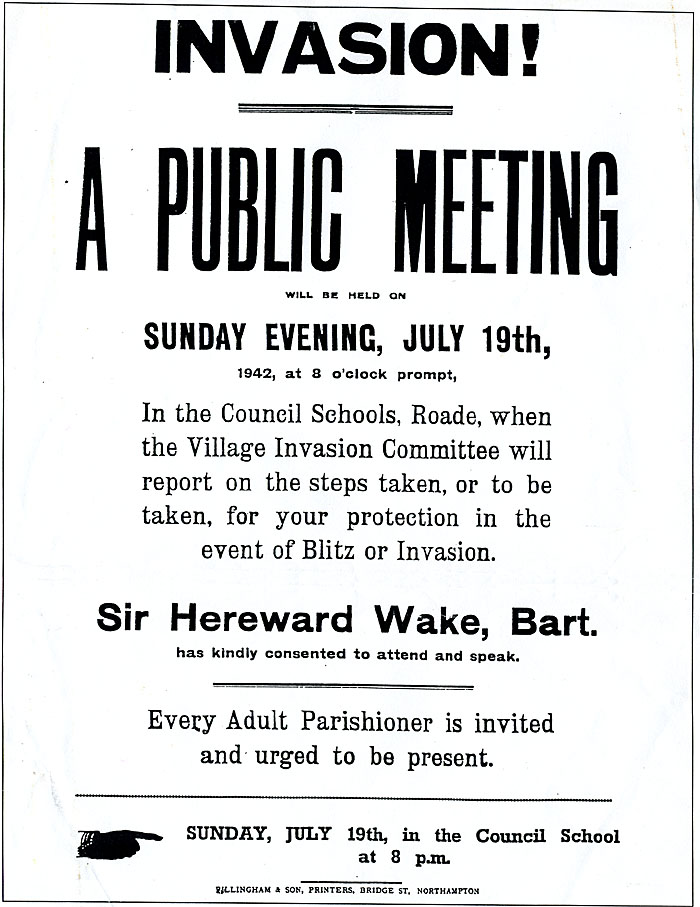 INVASION!
A PUBLIC MEETING
WILL BE HELD ON
SUNDAY EVENING, JULY 19th,
1942, at 8 o'clock prompt,
In the Council Schools, Roade, when
the Village Invasion Committee will
report on the steps taken, or to be
taken, for your protection in the
event of Blitz or Invasion.
Sir Hereward Wake, Bart.
has kindly consented to attend and speak.
Every Adult Parishioner is invited
and urged to be present.
SUNDAY, JULY 19th, in the Council School
at 8 p.m.
BILLINGHAM & SON, PRINTERS, BRIDGE ST, NORTHAMPTON